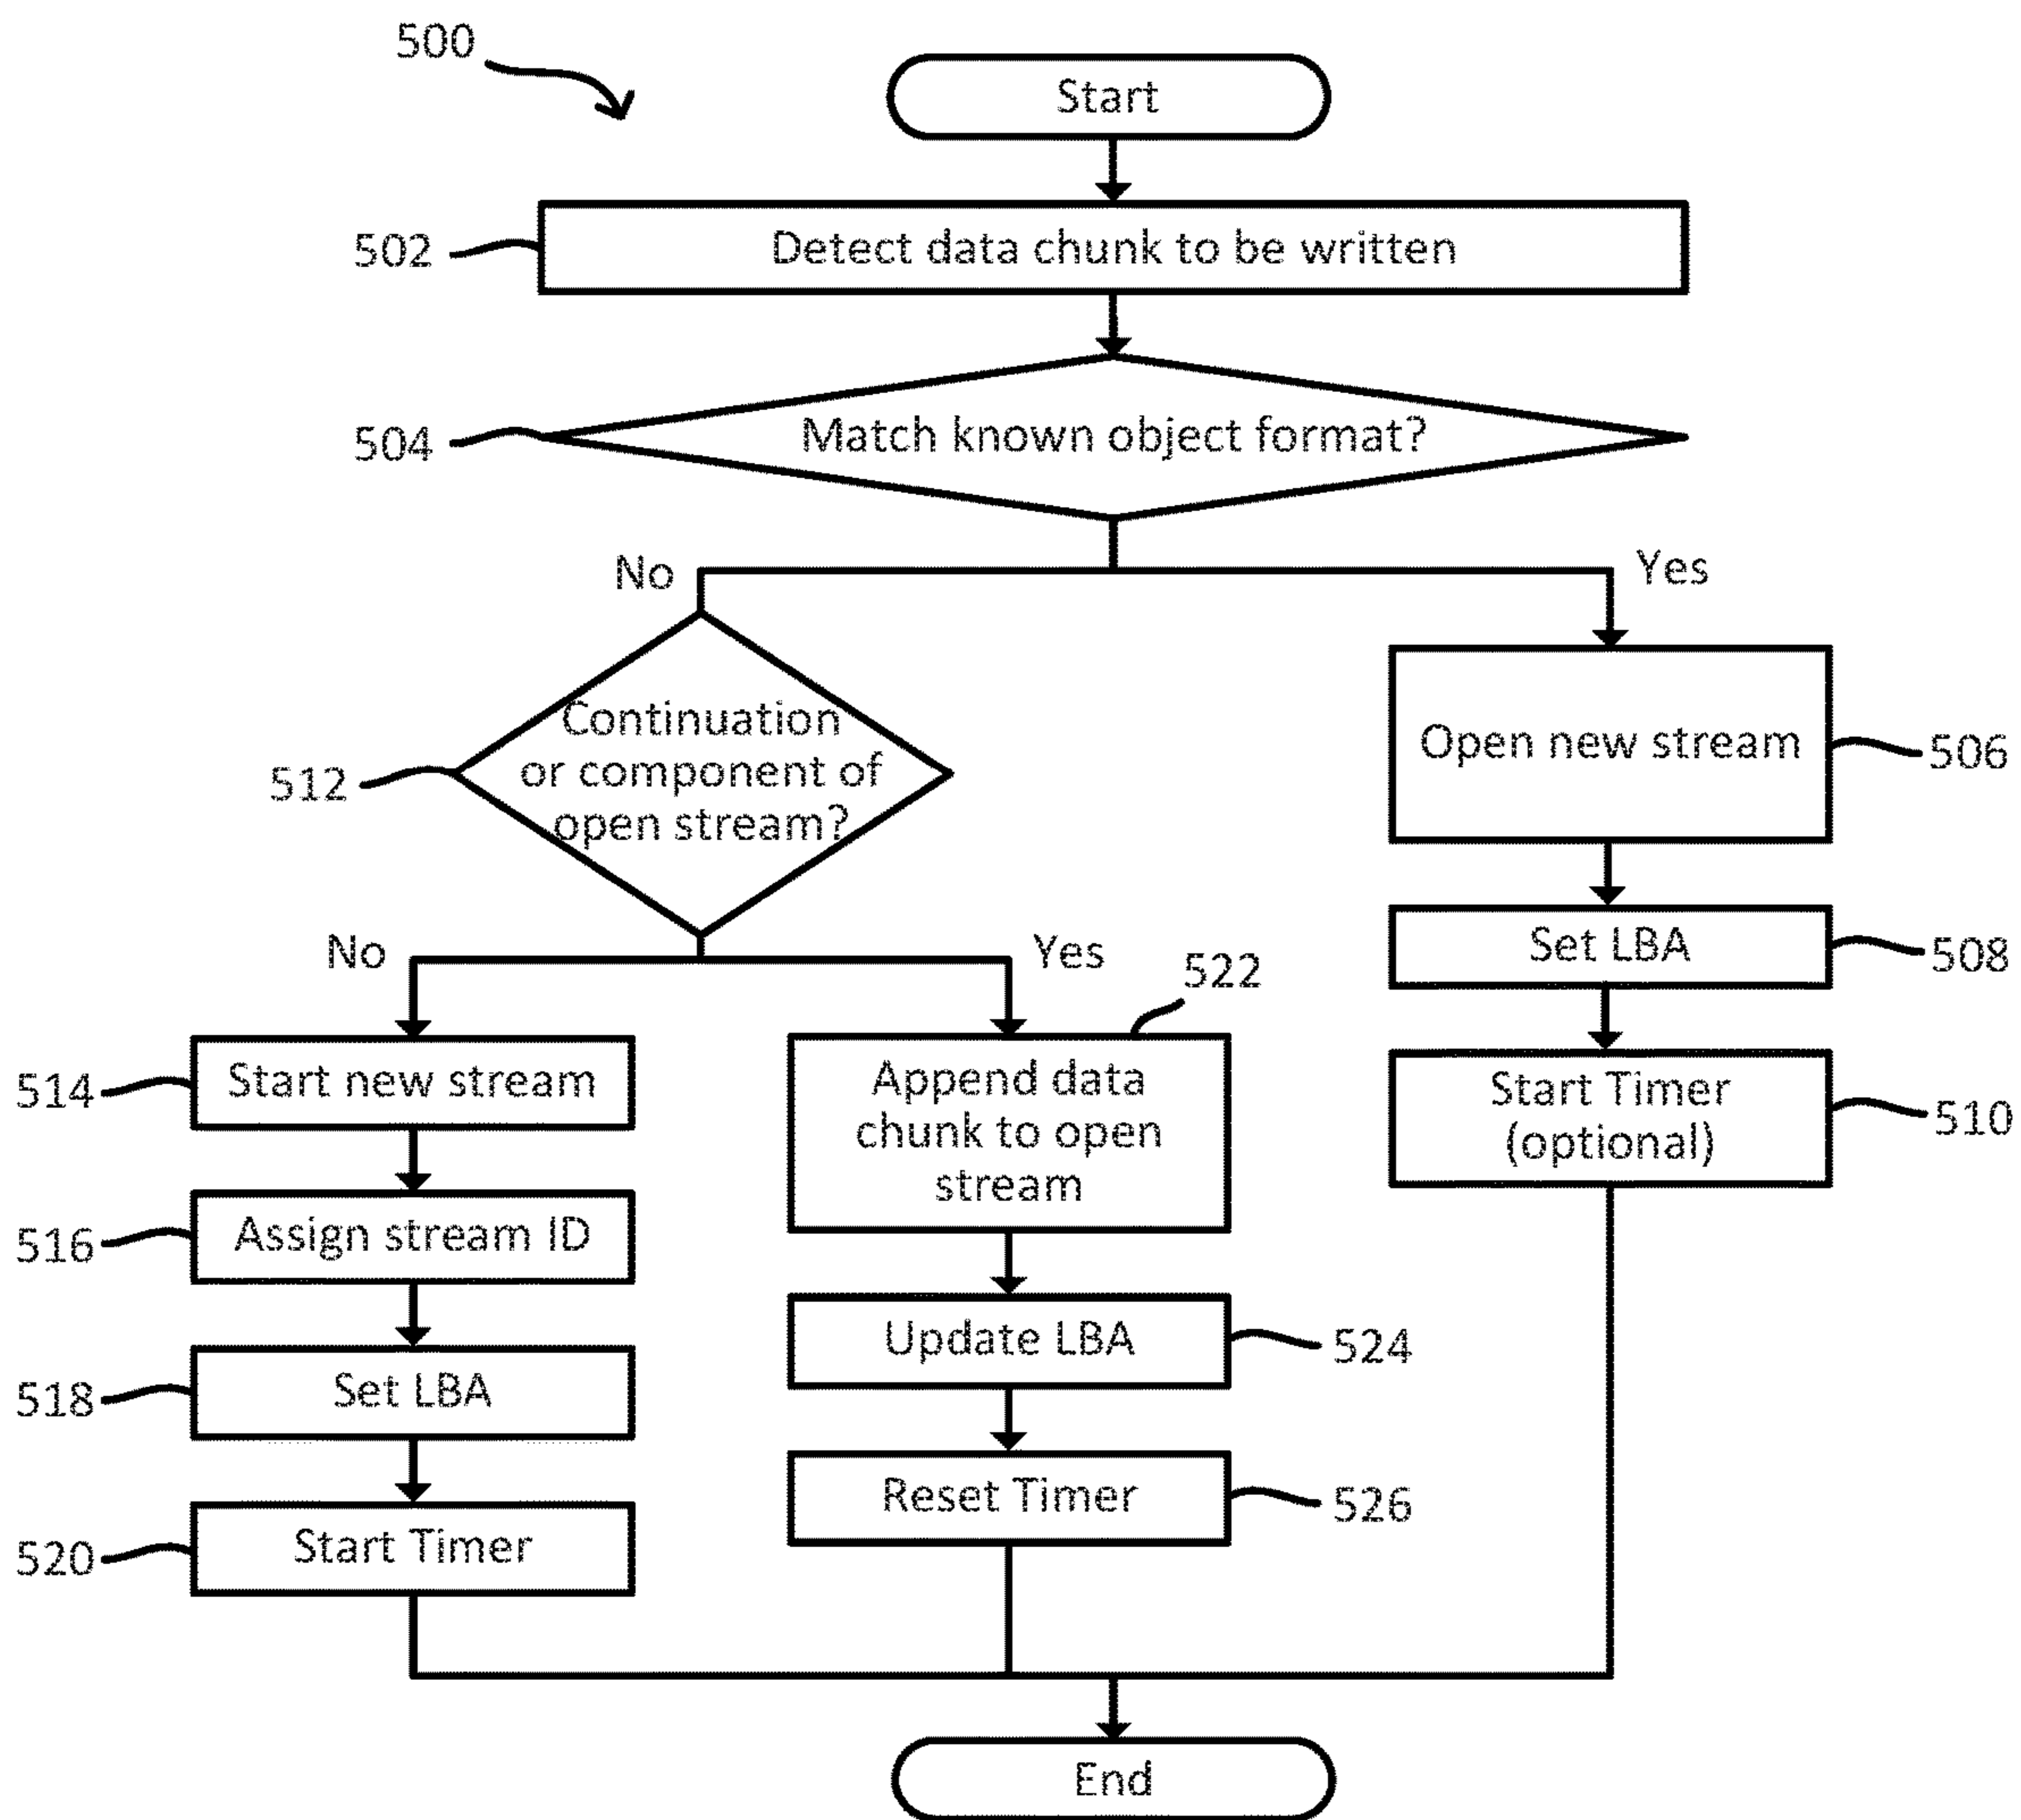 500
Start
502
Detect data chunk to be written
504
Match known object format?
No
Yes
Continuation
or component of
open stream?
512
Open new stream
506
Set LBA
508
Start Timer
(optional)
510
No
Yes
522
514
Start new stream
516
Assign stream ID
518
Set LBA
520
Start Timer
Append data
chunk to open
stream
Update LBA
524
Reset Timer
526
End